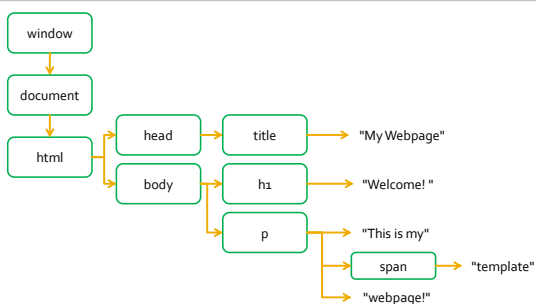 window
document
html
head
title
"My Webpage"
body
h1
"Welcome! "
p
"This is my"
span
"template"
"webpage!"